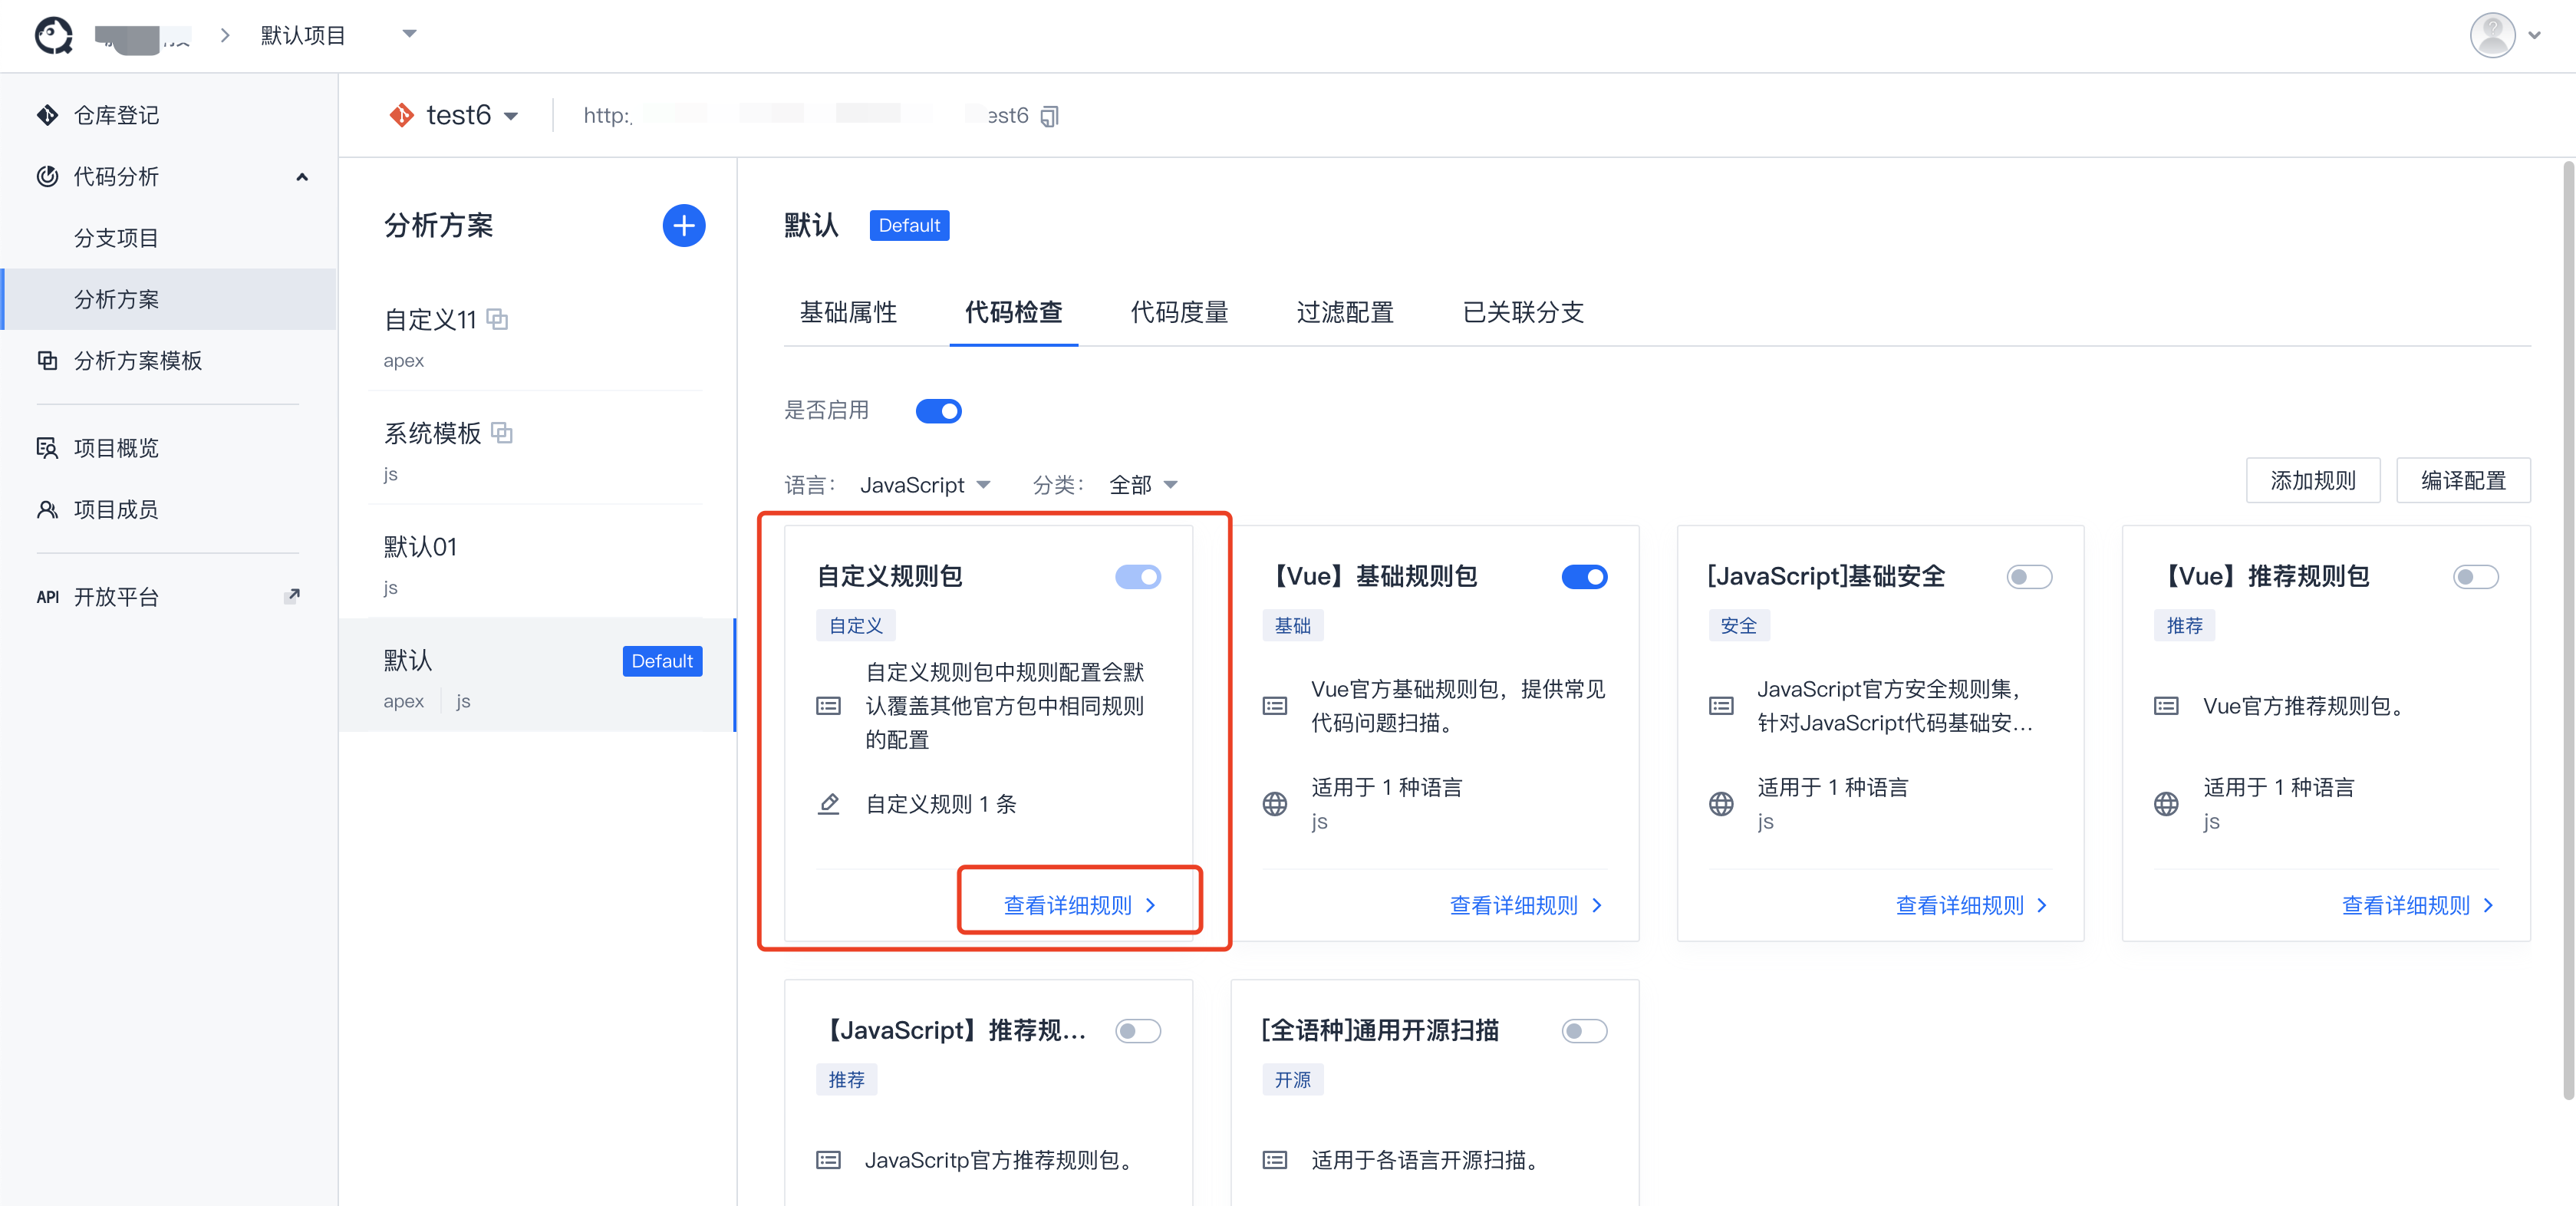 默认项目
仓库登记
代码分析
分支项目
分析方案
分析方案模板
项目概览
项目成员
API 开放平台
test6
http:
est6
分析方案
自定义11
apex
系统模板
js
默认01
js
默认 Default
apex js
默认 Default
基础属性 代码检查 代码度量 过滤配置 已关联分支
是否启用
语言: JavaScript 分类: 全部
添加规则 编译配置
自定义规则包
自定义
自定义规则包中规则配置会默
认覆盖其他官方包中相同规则
的配置
自定义规则 1 条
查看详细规则
【Vue】基础规则包
基础
Vue官方基础规则包，提供常见
代码问题扫描。
适用于 1 种语言
js
查看详细规则
[JavaScript]基础安全
安全
JavaScript官方安全规则集，
针对JavaScript代码基础安...
适用于 1 种语言
js
查看详细规则
【Vue】推荐规则包
推荐
Vue官方推荐规则包。
适用于 1 种语言
js
查看详细规则
【JavaScript】推荐规...
推荐
JavaScritp官方推荐规则包。
[全语种]通用开源扫描
开源
适用于各语言开源扫描。